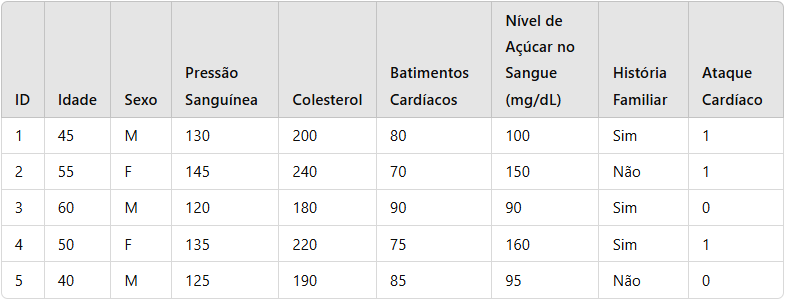 ID Idade Sexo Pressão Sanguínea Colesterol Batimentos Cardíacos Nível de Açúcar no Sangue (mg/dL) História Familiar Ataque Cardíaco
1 45 M 130 200 80 100 Sim 1
2 55 F 145 240 70 150 Não 1
3 60 M 120 180 90 90 Sim 0
4 50 F 135 220 75 160 Sim 1
5 40 M 125 190 85 95 Não 0